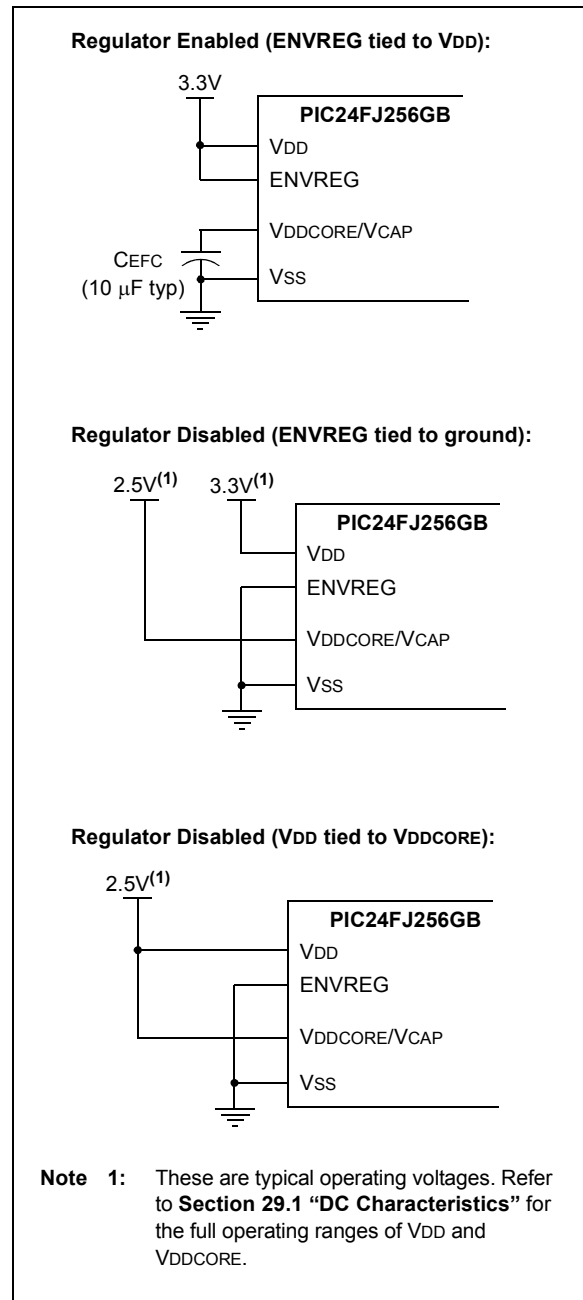 Regulator Enabled (ENVREG tied to VDD):
3.3V
PIC24FJ256GB
VDD
ENVREG
VDDCORE/VCAP
CEFC
(10 μF typ)
VSS
Regulator Disabled (ENVREG tied to ground):
2.5V(1) 3.3V(1)
PIC24FJ256GB
VDD
ENVREG
VDDCORE/VCAP
VSS
Regulator Disabled (VDD tied to VDDCORE):
2.5V(1)
PIC24FJ256GB
VDD
ENVREG
VDDCORE/VCAP
VSS
Note 1: These are typical operating voltages. Refer
to Section 29.1 “DC Characteristics” for
the full operating ranges of VDD and
VDDCORE.